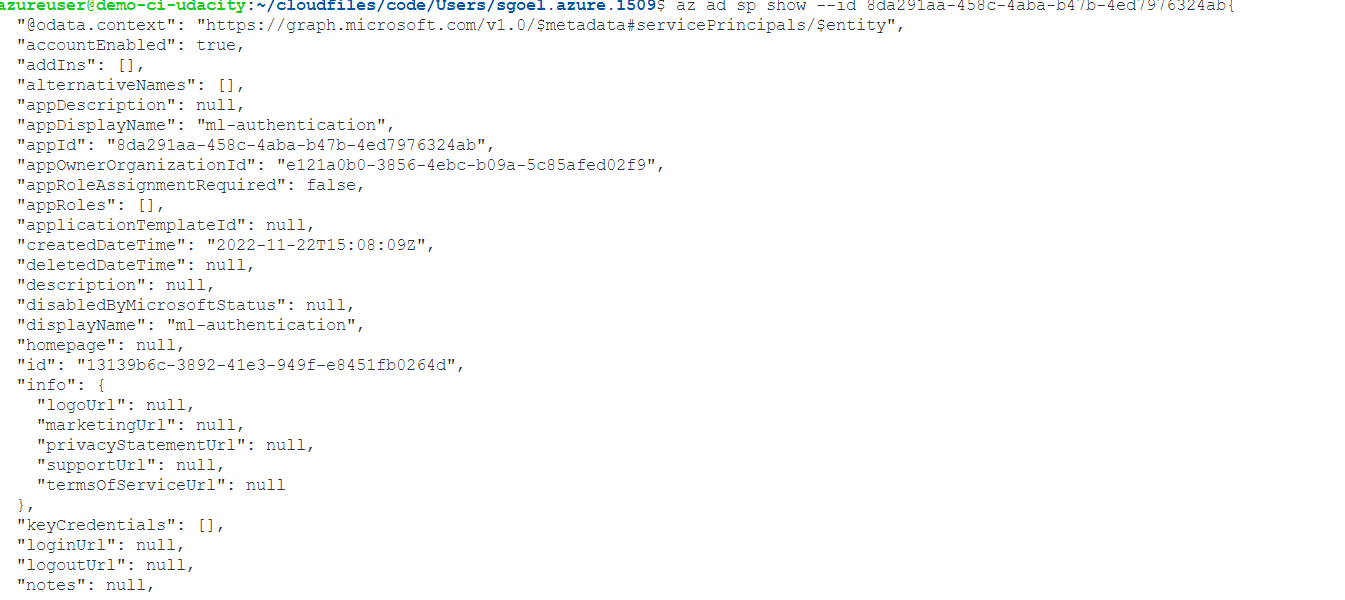 azureuser@demo-ci-udacity:~/cloudfiles/code/Users/sgoel.azure.1509$ az ad sp show --id 8da291aa-458c-4aba-b47b-4ed7976324ab{
"@odata.context": "https://graph.microsoft.com/v1.0/$metadata#servicePrincipals/$entity",
"accountEnabled": true,
"addIns": [],
"alternativeNames": [],
"appDescription": null,
"appDisplayName": "ml-authentication",
"appId": "8da291aa-458c-4aba-b47b-4ed7976324ab",
"appOwnerOrganizationId": "e121a0b0-3856-4ebc-b09a-5c85afed02f9",
"appRoleAssignmentRequired": false,
"appRoles": [],
"applicationTemplateId": null,
"createdDateTime": "2022-11-22T15:08:09Z",
"deletedDateTime": null,
"description": null,
"disabledByMicrosoftStatus": null,
"displayName": "ml-authentication",
"homepage": null,
"id": "13139b6c-3892-41e3-949f-e8451fb0264d",
"info": {
"logoUrl": null,
"marketingUrl": null,
"privacyStatementUrl": null,
"supportUrl": null,
"termsOfServiceUrl": null
},
"keyCredentials": [],
"loginUrl": null,
"logoutUrl": null,
"notes": null,